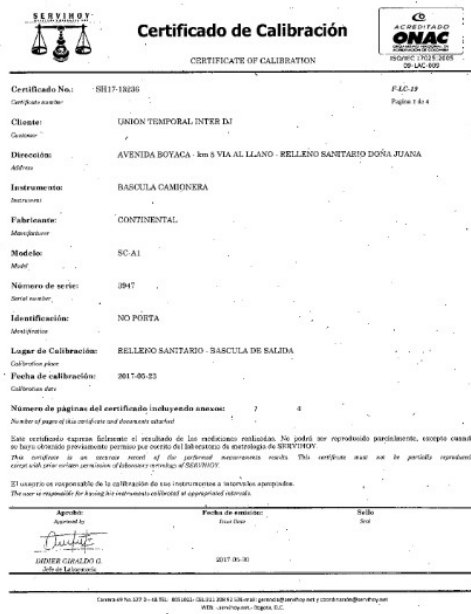 SERVIHOY
Certificado de Calibración
CERTIFICATE OF CALIBRATION
ACREDITADO
ONAC
ISO/IEC 17025:2005
09-LAC-009
Certificado No.: SH17-13236
Certificate number
F-LC-19
Página 1 de 4
Cliente: UNION TEMPORAL INTER DJ
Customer
Dirección: AVENIDA BOYACA - km 5 VIA AL LLANO - RELLENO SANITARIO DOÑA JUANA
Address
Instrumento: BASCULA CAMIONERA
Instrument
Fabricante: CONTINENTAL
Manufacturer
Modelo: SC-A1
Model
Número de serie: 3947
Serial number
Identificación: NO PORTA
Identification
Lugar de Calibración: RELLENO SANITARIO - BASCULA DE SALIDA
Calibration place
Fecha de calibración: 2017-05-23
Calibration date
Número de páginas del certificado incluyendo anexos: 4
Number of pages of this certificate and documents attached
Este certificado expresa fielmente el resultado de las mediciones realizadas. No podrá ser reproducido parcialmente, excepto cuando
se haya obtenido previamente permiso por escrito del laboratorio de metrología de SERVIHOY.
This certificate is an accurate record of the performed measurements results. This certificate must not be partially reproduced
except with prior written permission of laboratory metrology of SERVIHOY.
El usuario es responsable de la calibración de sus instrumentos a intervalos apropiados.
The user is responsible for having his instruments calibrated at appropriated intervals.
Aprobó: Fecha de emisión: Sello
Approved by Issue Date Seal
DIDIER GIRALDO G. 2017-05-30
Jefe de Laboratorio
WEB. - servihoy.net - Bogota, D.C.